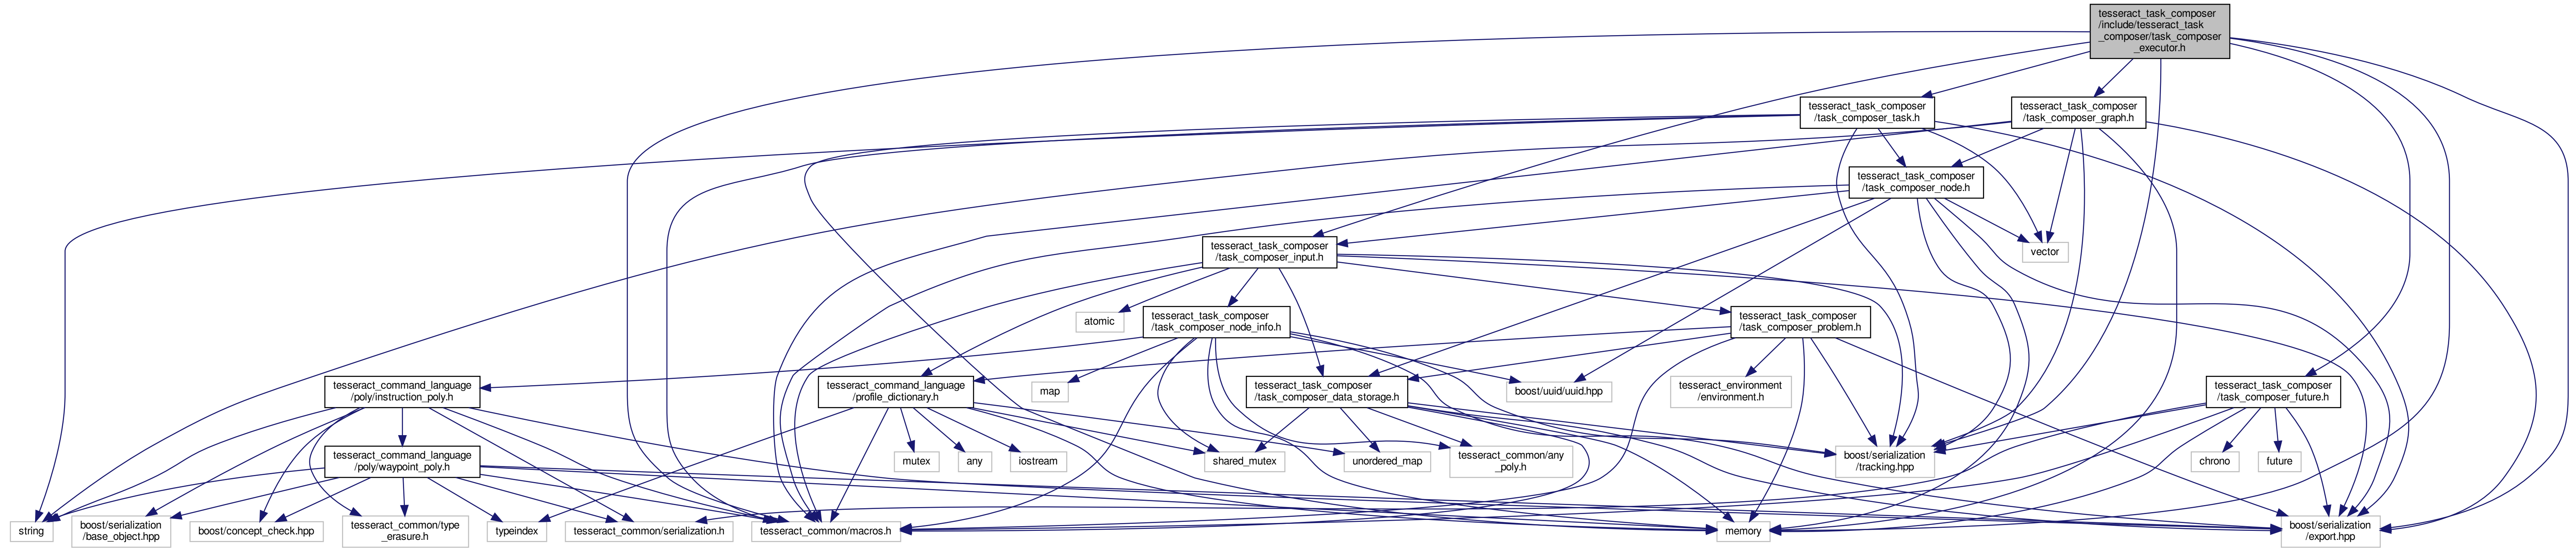 tesseract_task_composer
/include/tesseract_task
_composer/task_composer
_executor.h
tesseract_task_composer
/task_composer_task.h
tesseract_task_composer
/task_composer_graph.h
tesseract_task_composer
/task_composer_node.h
tesseract_task_composer
/task_composer_input.h
vector
atomic
tesseract_task_composer
/task_composer_node_info.h
tesseract_task_composer
/task_composer_problem.h
tesseract_command_language
/poly/instruction_poly.h
tesseract_command_language
/profile_dictionary.h
map
tesseract_task_composer
/task_composer_data_storage.h
boost/uuid/uuid.hpp
tesseract_environment
/environment.h
tesseract_task_composer
/task_composer_future.h
tesseract_command_language
/poly/waypoint_poly.h
mutex
any
iostream
shared_mutex
unordered_map
tesseract_common/any
_poly.h
boost/serialization
/tracking.hpp
chrono
future
string
boost/serialization
/base_object.hpp
boost/concept_check.hpp
tesseract_common/type
_erasure.h
typeindex
tesseract_common/serialization.h
tesseract_common/macros.h
memory
boost/serialization
/export.hpp